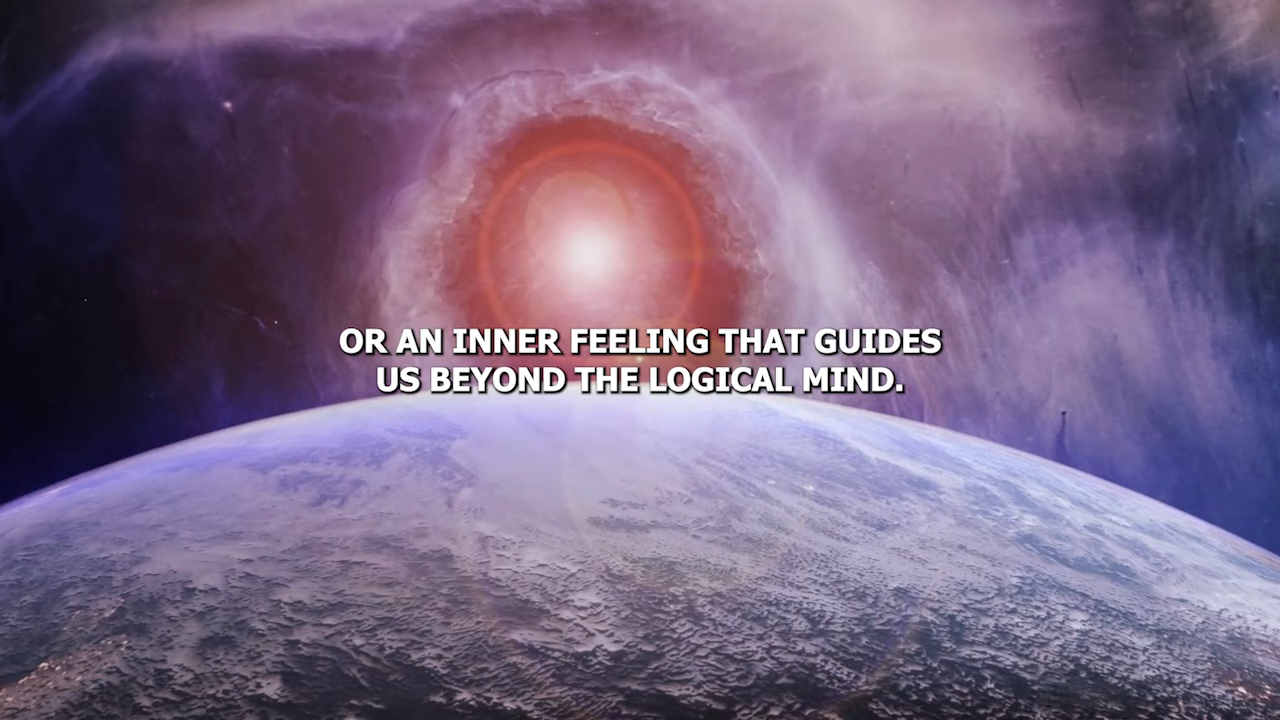 OR AN INNER FEELING THAT GUIDES
US BEYOND THE LOGICAL MIND.